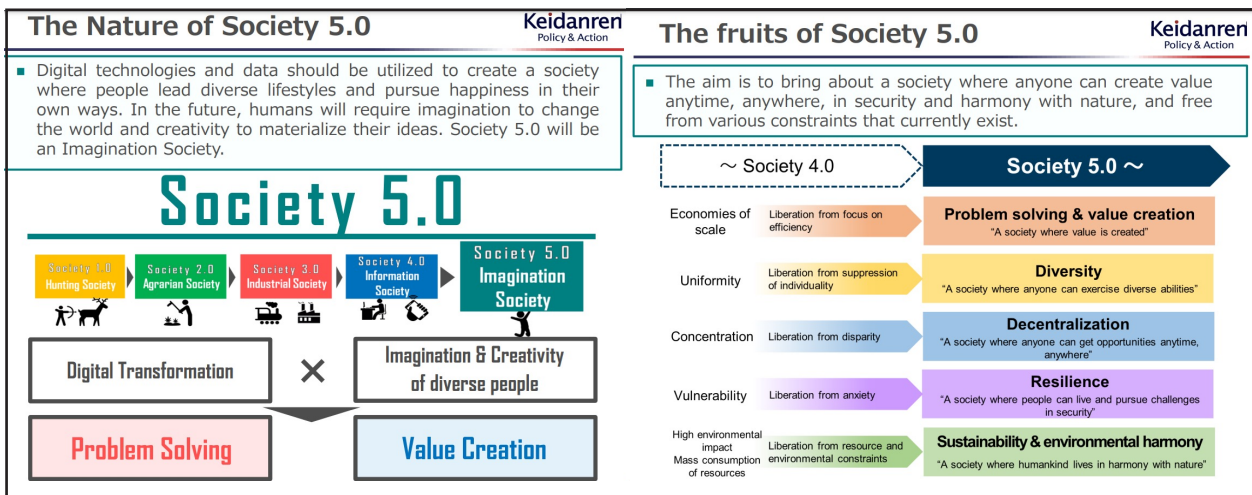 The Nature of Society 5.0
Keidanren
Policy & Action
▪ Digital technologies and data should be utilized to create a society
where people lead diverse lifestyles and pursue happiness in
their own ways. In the future, humans will require imagination to change
the world and creativity to materialize their ideas. Society 5.0 will be
an Imagination Society.
Society 5.0
Society 1.0
Hunting Society
Society 2.0
Agrarian Society
Society 3.0
Industrial Society
Society 4.0
Information
Society
Society 5.0
Imagination
Society
Digital Transformation
×
Imagination & Creativity
of diverse people
Problem Solving
Value Creation
The fruits of Society 5.0
Keidanren
Policy & Action
▪ The aim is to bring about a society where anyone can create value
anytime, anywhere, in security and harmony with nature, and free
from various constraints that currently exist.
～ Society 4.0
Society 5.0 ～
Economies of
scale
Liberation from focus on
efficiency
Problem solving & value creation
“A society where value is created”
Uniformity
Liberation from suppression
of individuality
Diversity
“A society where anyone can exercise diverse abilities”
Concentration
Liberation from disparity
Decentralization
“A society where anyone can get opportunities anytime,
anywhere”
Vulnerability
Liberation from anxiety
Resilience
“A society where people can live and pursue challenges
in security”
High environmental
impact
Mass consumption
of resources
Liberation from resource and
environmental constraints
Sustainability & environmental harmony
“A society where humankind lives in harmony with nature”